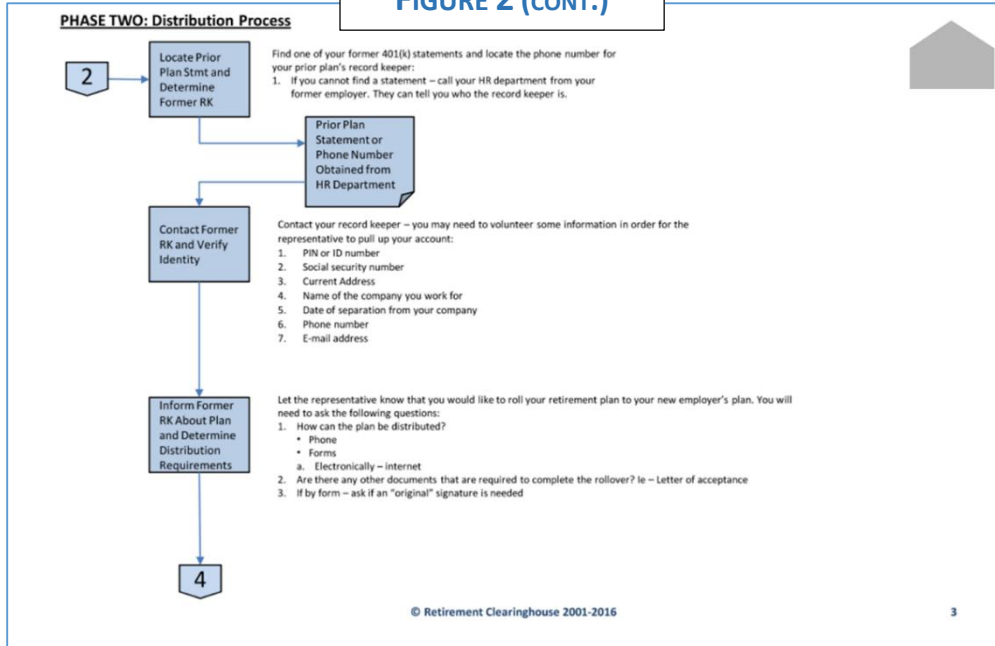 FIGURE 2 (CONT.)
PHASE TWO: Distribution Process
2
Locate Prior
Plan Stmt and
Determine
Former RK
Find one of your former 401(k) statements and locate the phone number for
your prior plan's record keeper:
1. If you cannot find a statement – call your HR department from your
former employer. They can tell you who the record keeper is.
Prior Plan
Statement or
Phone Number
Obtained from
HR Department
Contact Former
RK and Verify
Identity
Contact your record keeper – you may need to volunteer some information in order for the
representative to pull up your account:
1. PIN or ID number
2. Social security number
3. Current Address
4. Name of the company you work for
5. Date of separation from your company
6. Phone number
7. E-mail address
Inform Former
RK About Plan
and Determine
Distribution
Requirements
Let the representative know that you would like to roll your retirement plan to your new employer's plan. You will
need to ask the following questions:
1. How can the plan be distributed?
• Phone
• Forms
a. Electronically – internet
2. Are there any other documents that are required to complete the rollover? Ie – Letter of acceptance
3. If by form – ask if an "original" signature is needed
4
© Retirement Clearinghouse 2001-2016
3